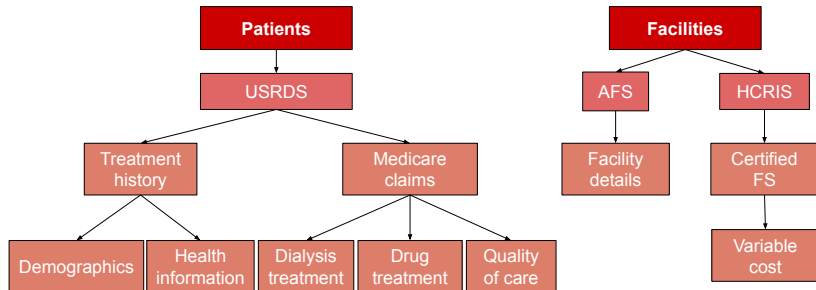 Patients
Facilities
USRDS
AFS
HCRIS
Treatment
history
Medicare
claims
Facility
details
Certified
FS
Demographics
Health
information
Dialysis
treatment
Drug
treatment
Quality
of care
Variable
cost